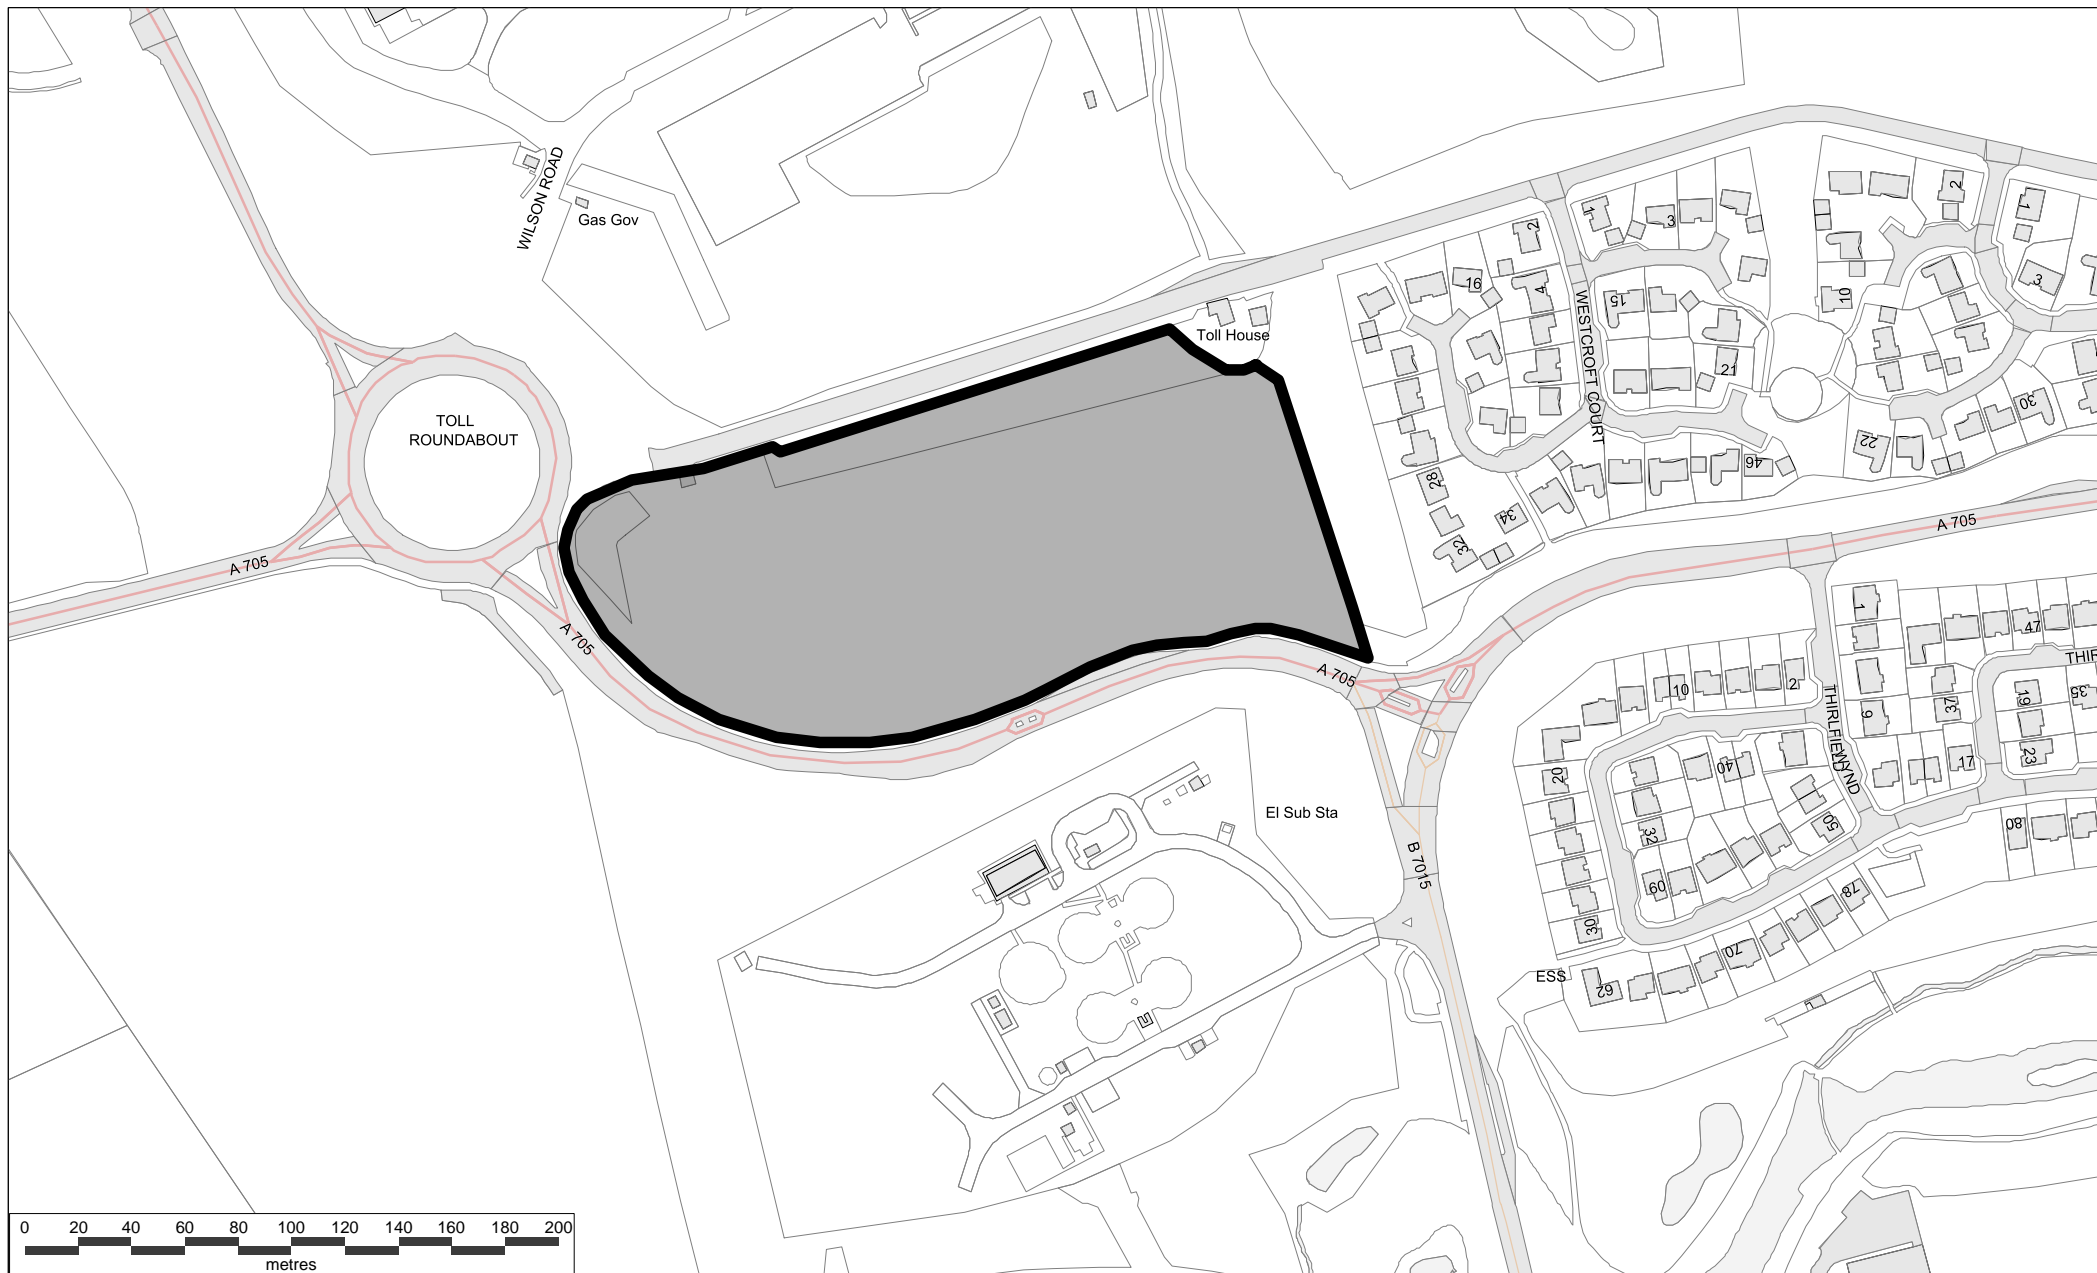 WILSON ROAD
Gas Gov
Toll House
TOLL
ROUNDABOUT
A 705
A 705
A 705
A 705
B 7015
El Sub Sta
ESS
WESTCROFT COURT
THIRLFIELD
WYND
THIR
2
16
4
1
3
15
21
28
32
34
46
2
10
22
30
1
3
1
9
47
37
17
19
35
23
2
10
20
40
32
50
60
30
62
70
78
80
0 20 40 60 80 100 120 140 160 180 200
metres